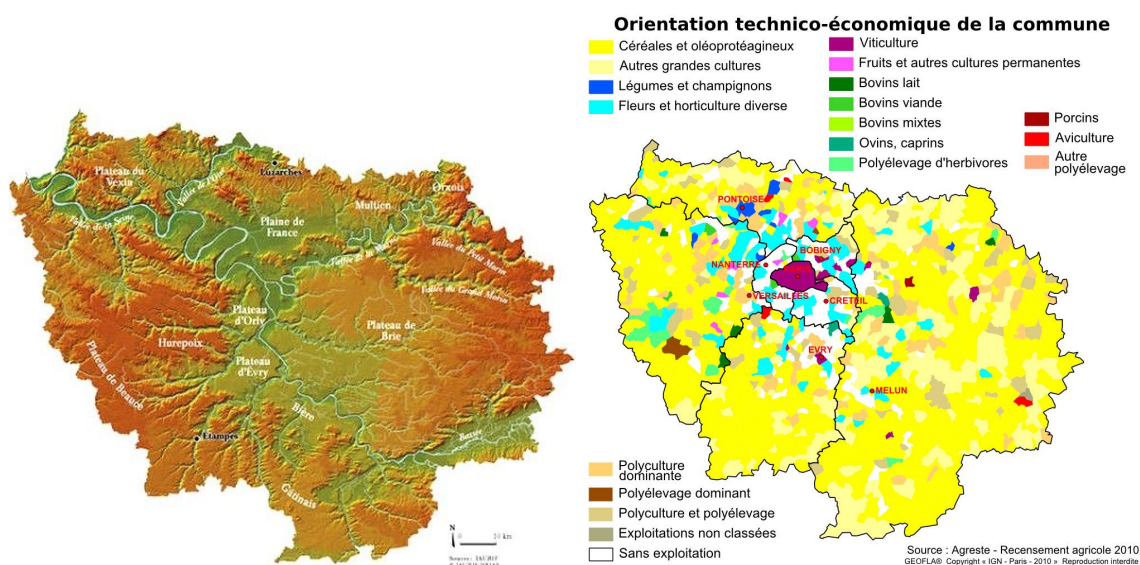 Plateau du
Vexin
Vallée de l'Oise
Luzarches
Vallée de la Seine
Plaine de
France
Multien
Orxois
Vallée de la Marne
Vallée du Petit Morin
Vallée du Grand Morin
Plateau
d'Orly
Plateau de
Brie
Hurepoix
Plateau
d'Évry
Plateau de Beauce
Bière
Bassée
Étampes
Gâtinais
N
10 km
Orientation technico-économique de la commune
Céréales et oléoprotéagineux
Autres grandes cultures
Légumes et champignons
Fleurs et horticulture diverse
Viticulture
Fruits et autres cultures permanentes
Bovins lait
Bovins viande
Bovins mixtes
Ovins, caprins
Polyélevage d'herbivores
Porcins
Aviculture
Autre
polyélevage
PONTOISE
BOBIGNY
NANTERRE
VERSAILLES
CRETEIL
EVRY
MELUN
Polyculture
dominante
Polyélevage dominant
Polyculture et polyélevage
Exploitations non classées
Sans exploitation
Source : Agreste - Recensement agricole 2010
GEOFLA® Copyright « IGN - Paris - 2010 » Reproduction interdite